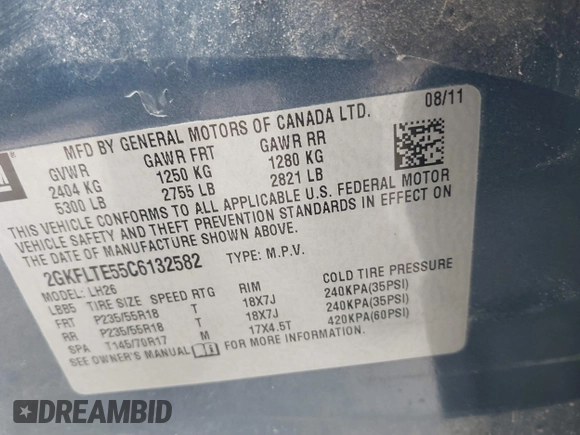 08/11
MFD BY GENERAL MOTORS OF CANADA LTD.
GVWR GAWR FRT GAWR RR
2404 KG 1250 KG 1280 KG
5300 LB 2755 LB 2821 LB
THIS VEHICLE CONFORMS TO ALL APPLICABLE U.S. FEDERAL MOTOR
VEHICLE SAFETY AND THEFT PREVENTION STANDARDS IN EFFECT ON
THE DATE OF MANUFACTURE SHOWN ABOVE.
2GKFLTE55C6132582 TYPE: M.P.V.
MODEL: LH26
LBB5 TIRE SIZE SPEED RTG RIM COLD TIRE PRESSURE
FRT P235/55R18 T 18X7J 240KPA(35PSI)
RR P235/55R18 T 18X7J 240KPA(35PSI)
SPA T145/70R17 M 17X4.5T 420KPA(60PSI)
SEE OWNER'S MANUAL FOR ADDITIONAL INFORMATION
DREAMBID